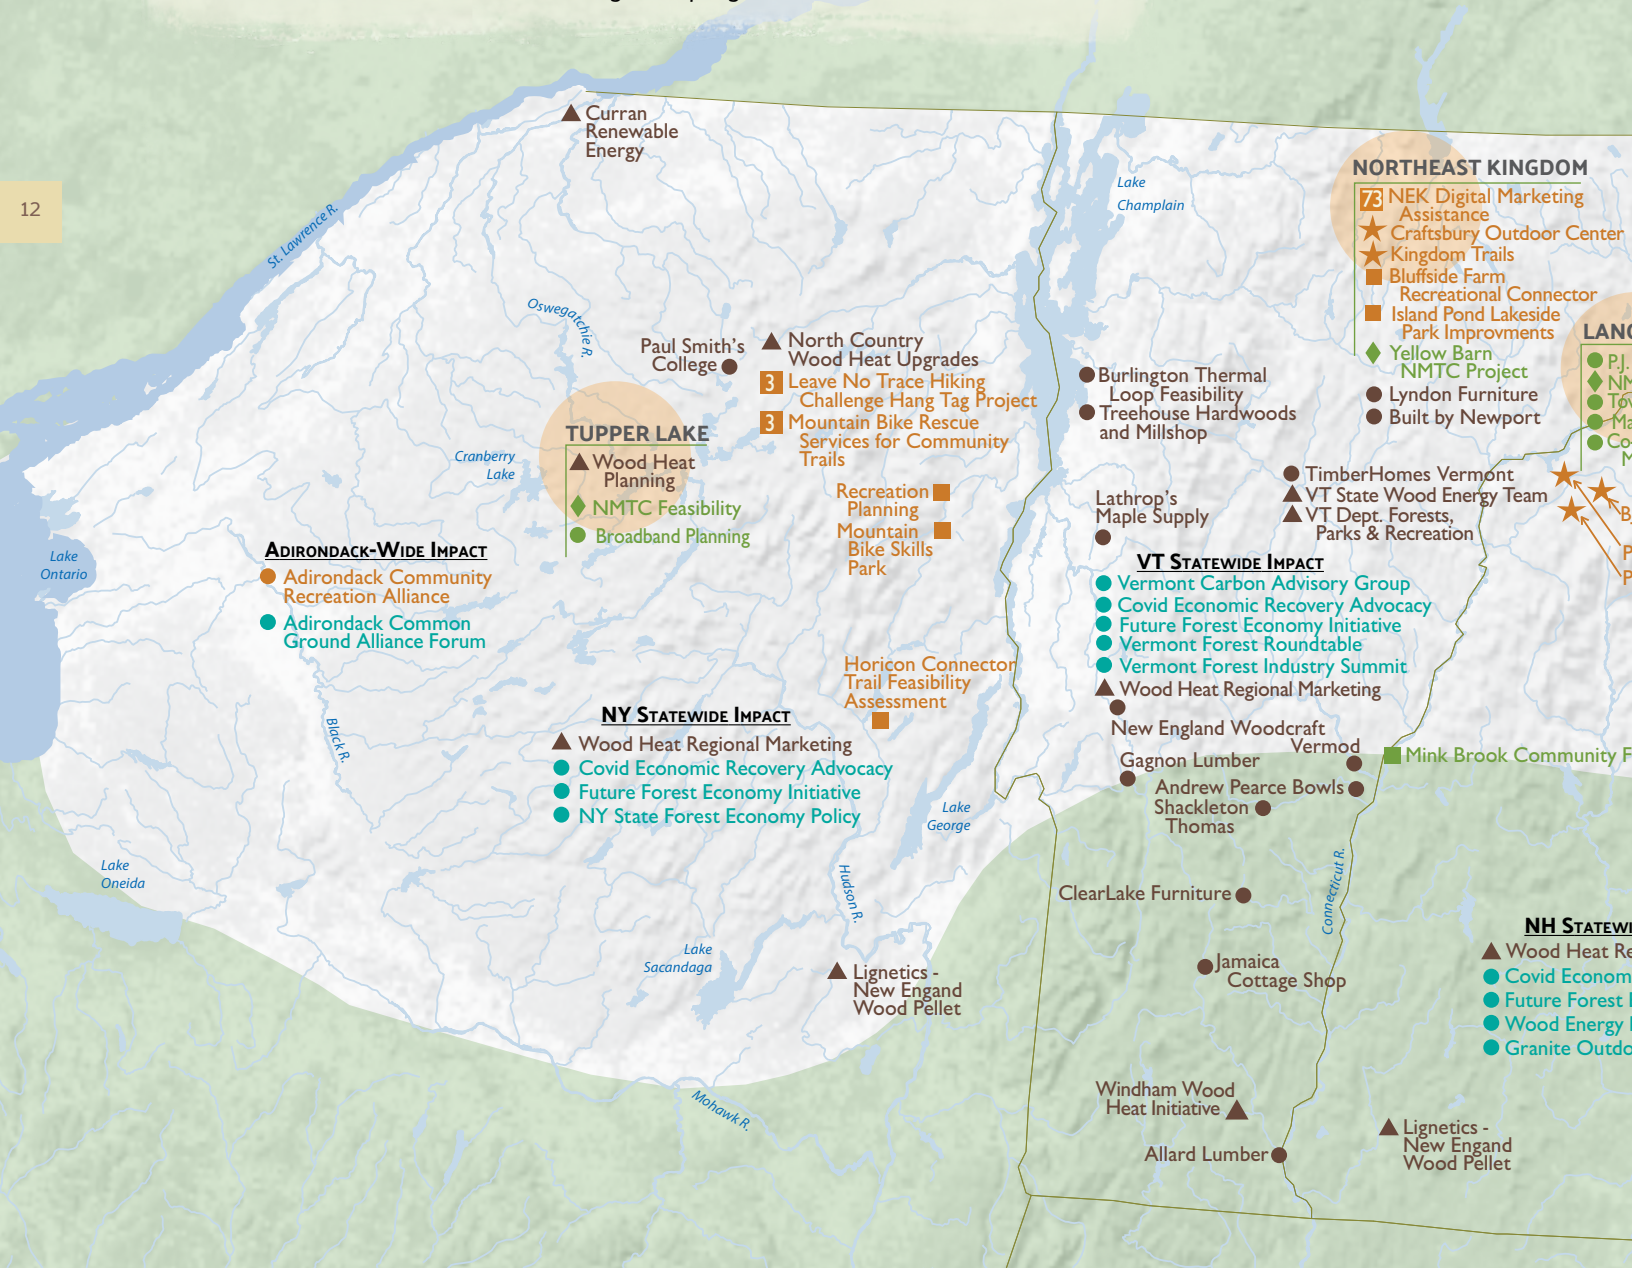 12
Curran
Renewable
Energy
St. Lawrence R.
Oswegatchie R.
Lake
Champlain
NORTHEAST KINGDOM
73 NEK Digital Marketing
Assistance
Craftsbury Outdoor Center
Kingdom Trails
Bluffside Farm
Recreational Connector
Island Pond Lakeside
Park Improvments
Yellow Barn
NMTC Project
Lyndon Furniture
Built by Newport
P.J.
NM
Co-
Paul Smith's
College
North Country
Wood Heat Upgrades
3 Leave No Trace Hiking
Challenge Hang Tag Project
3 Mountain Bike Rescue
Services for Community
Trails
Burlington Thermal
Loop Feasibility
Treehouse Hardwoods
and Millshop
TUPPER LAKE
Wood Heat
Planning
NMTC Feasibility
Broadband Planning
Cranberry
Lake
Recreation
Planning
Mountain
Bike Skills
Park
TimberHomes Vermont
VT State Wood Energy Team
VT Dept. Forests,
Parks & Recreation
Lathrop's
Maple Supply
Lake
Ontario
ADIRONDACK-WIDE IMPACT
Adirondack Community
Recreation Alliance
Adirondack Common
Ground Alliance Forum
VT STATEWIDE IMPACT
Vermont Carbon Advisory Group
Covid Economic Recovery Advocacy
Future Forest Economy Initiative
Vermont Forest Roundtable
Vermont Forest Industry Summit
Wood Heat Regional Marketing
New England Woodcraft
Horicon Connector
Trail Feasibility
Assessment
Black R.
NY STATEWIDE IMPACT
Wood Heat Regional Marketing
Covid Economic Recovery Advocacy
Future Forest Economy Initiative
NY State Forest Economy Policy
Vermod
Gagnon Lumber
Mink Brook Community
Andrew Pearce Bowls
Shackleton
Thomas
Lake
George
Lake
Oneida
Hudson R.
Connecticut R.
ClearLake Furniture
Lake
Sacandaga
Lignetics -
New Engand
Wood Pellet
Jamaica
Cottage Shop
NH
Wood Heat
Covid
Future Forest
Wood Energy
Granite
Mohawk R.
Windham Wood
Heat Initiative
Allard Lumber
Lignetics -
New Engand
Wood Pellet